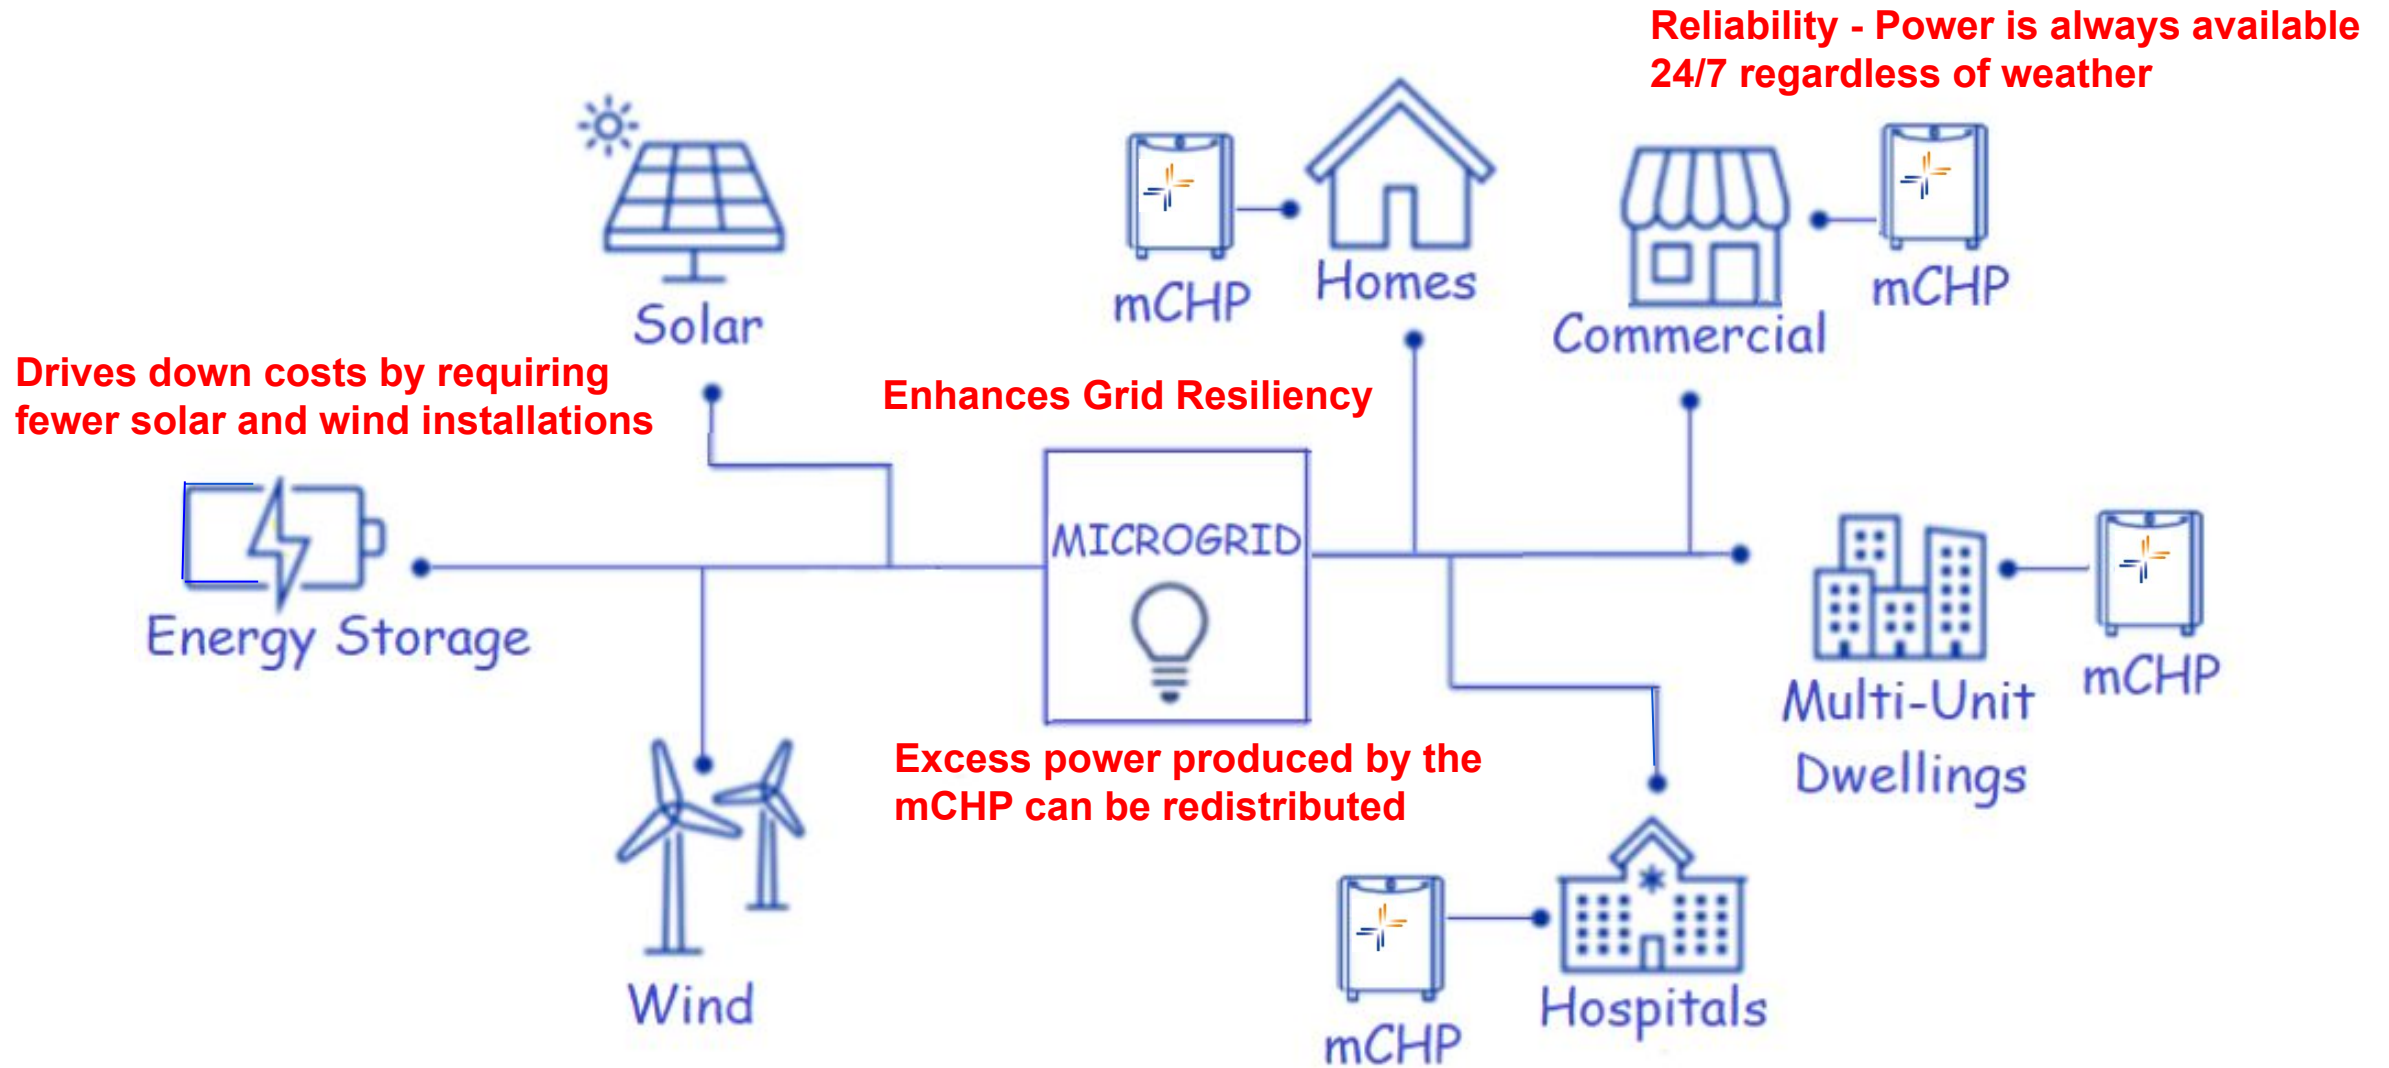 Reliability - Power is always available
24/7 regardless of weather
Solar
mCHP
Homes
Commercial
mCHP
Drives down costs by requiring
fewer solar and wind installations
Enhances Grid Resiliency
MICROGRID
Energy Storage
Multi-Unit
Dwellings
mCHP
Excess power produced by the
mCHP can be redistributed
Wind
mCHP
Hospitals